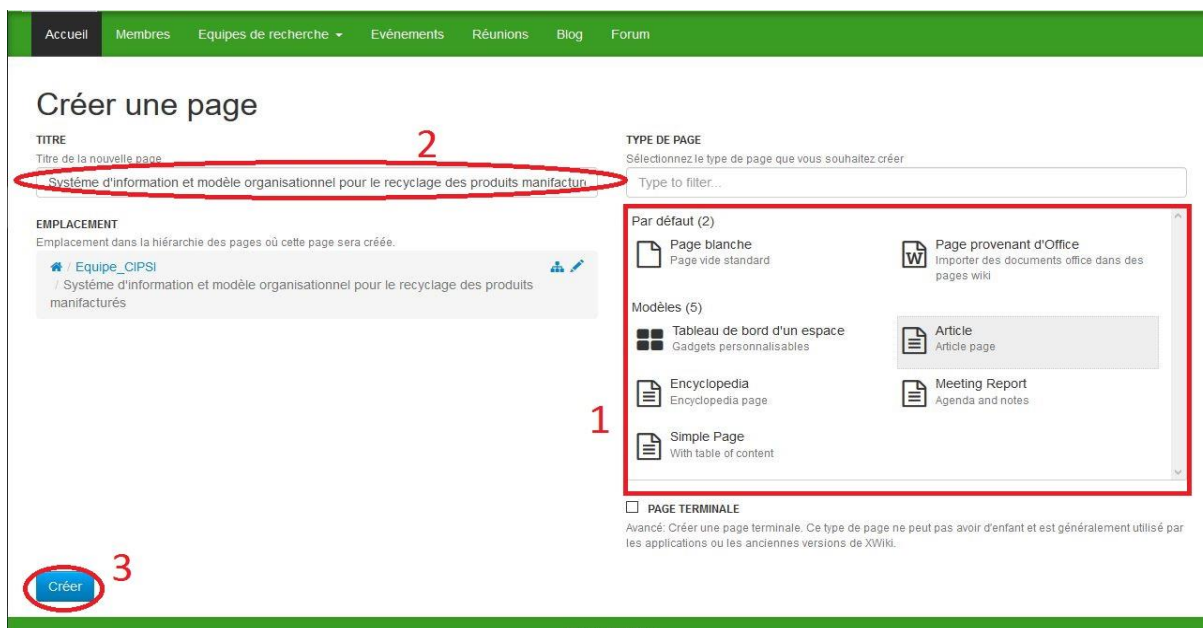 Accueil Membres Equipes de recherche Evénements Réunions Blog Forum
Créer une page
TITRE
Titre de la nouvelle page
2
Systéme d'information et modèle organisationnel pour le recyclage des produits manifactur
EMPLACEMENT
Emplacement dans la hiérarchie des pages où cette page sera créée.
/ Equipe_CIPSI
/ Systéme d'information et modèle organisationnel pour le recyclage des produits
manifacturés
TYPE DE PAGE
Sélectionnez le type de page que vous souhaitez créer
Type to filter...
Par défaut (2)
Page blanche
Page vide standard
W
Page provenant d'Office
Importer des documents office dans des
pages wiki
Modèles (5)
Tableau de bord d'un espace
Gadgets personnalisables
Article
Article page
Encyclopedia
Encyclopedia page
Meeting Report
Agenda and notes
1
Simple Page
With table of content
PAGE TERMINALE
Avancé: Créer une page terminale. Ce type de page ne peut pas avoir d'enfant et est généralement utilisé par
les applications ou les anciennes versions de XWiki.
Créer
3